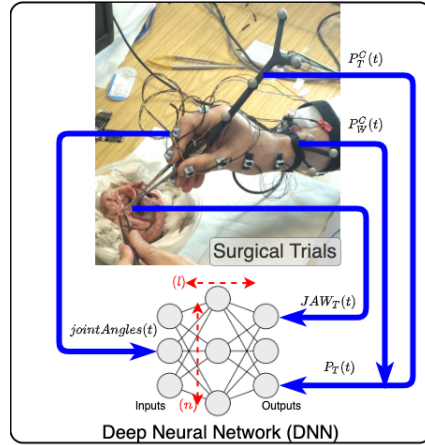 P_T^C(t)
P_W^C(t)
Surgical Trials
(l)
JAW_T(t)
jointAngles(t)
P_T(t)
Inputs
(n)
Outputs
Deep Neural Network (DNN)